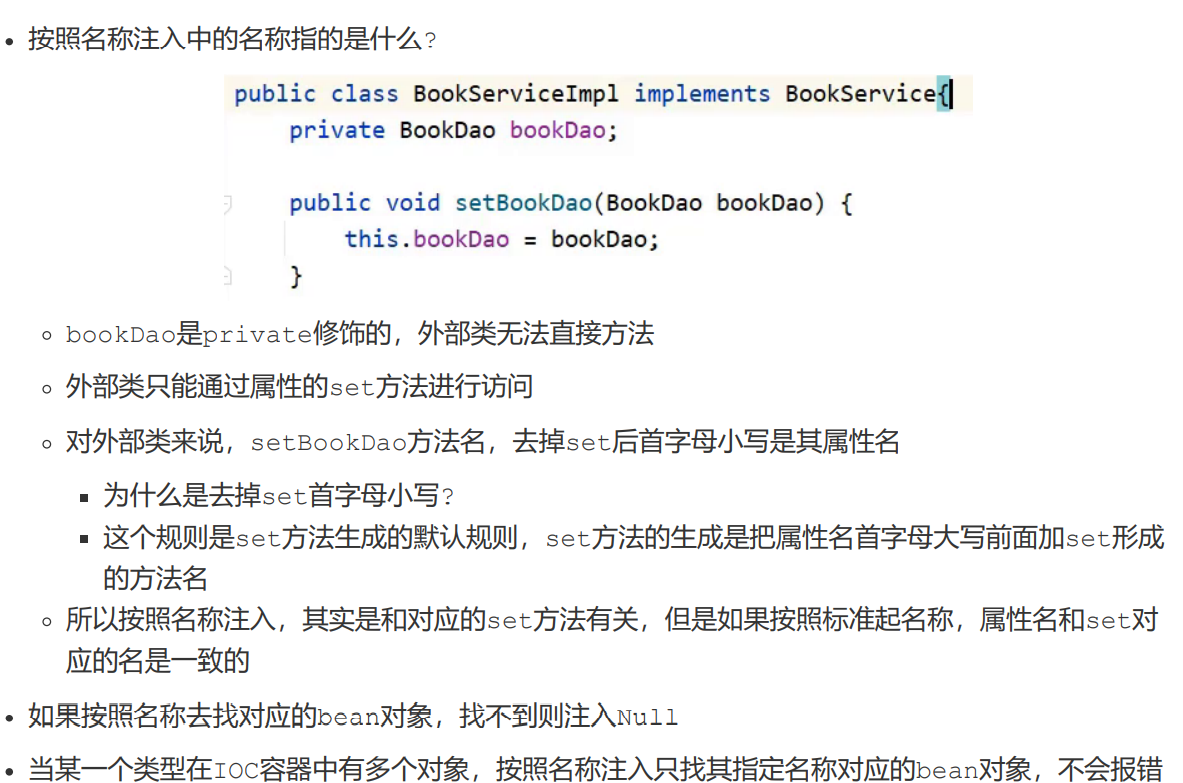 按照名称注入中的名称指的是什么?
public class BookServiceImpl implements BookService{
private BookDao bookDao;
public void setBookDao(BookDao bookDao) {
this.bookDao = bookDao;
}
bookDao是private修饰的，外部类无法直接方法
外部类只能通过属性的set方法进行访问
对外部类来说，setBookDao方法名，去掉set后首字母小写是其属性名
为什么是去掉set首字母小写?
这个规则是set方法生成的默认规则，set方法的生成是把属性名首字母大写前面加set形成
的方法名
所以按照名称注入，其实是和对应的set方法有关，但是如果按照标准起名称，属性名和set对
应的名是一致的
如果按照名称去找对应的bean对象，找不到则注入Null
当某一个类型在IOC容器中有多个对象，按照名称注入只找其指定名称对应的bean对象，不会报错